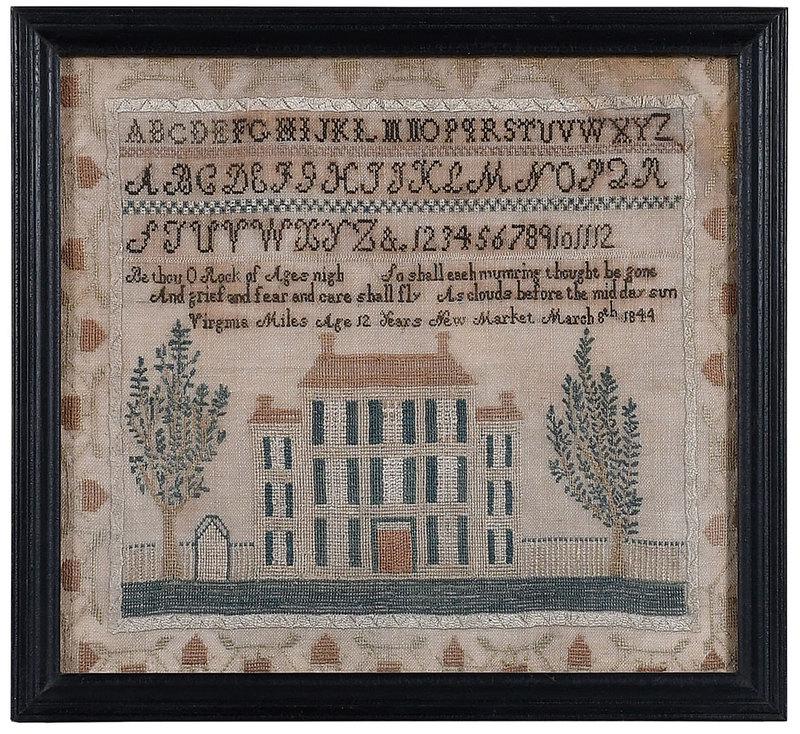 ABCDEFGHIJKLMNOPQRSTUVWXYZ
ABCDEFGHIJKLMNOPQR
STUVWXYZ&.123456789101112
Be thou O Rock of Ages nigh So shall each mumring thought be gone
And grief and fear and care shall fly As clouds before the mid day sun
Virginia Miles Age 12 Years New Market March 8th 1844